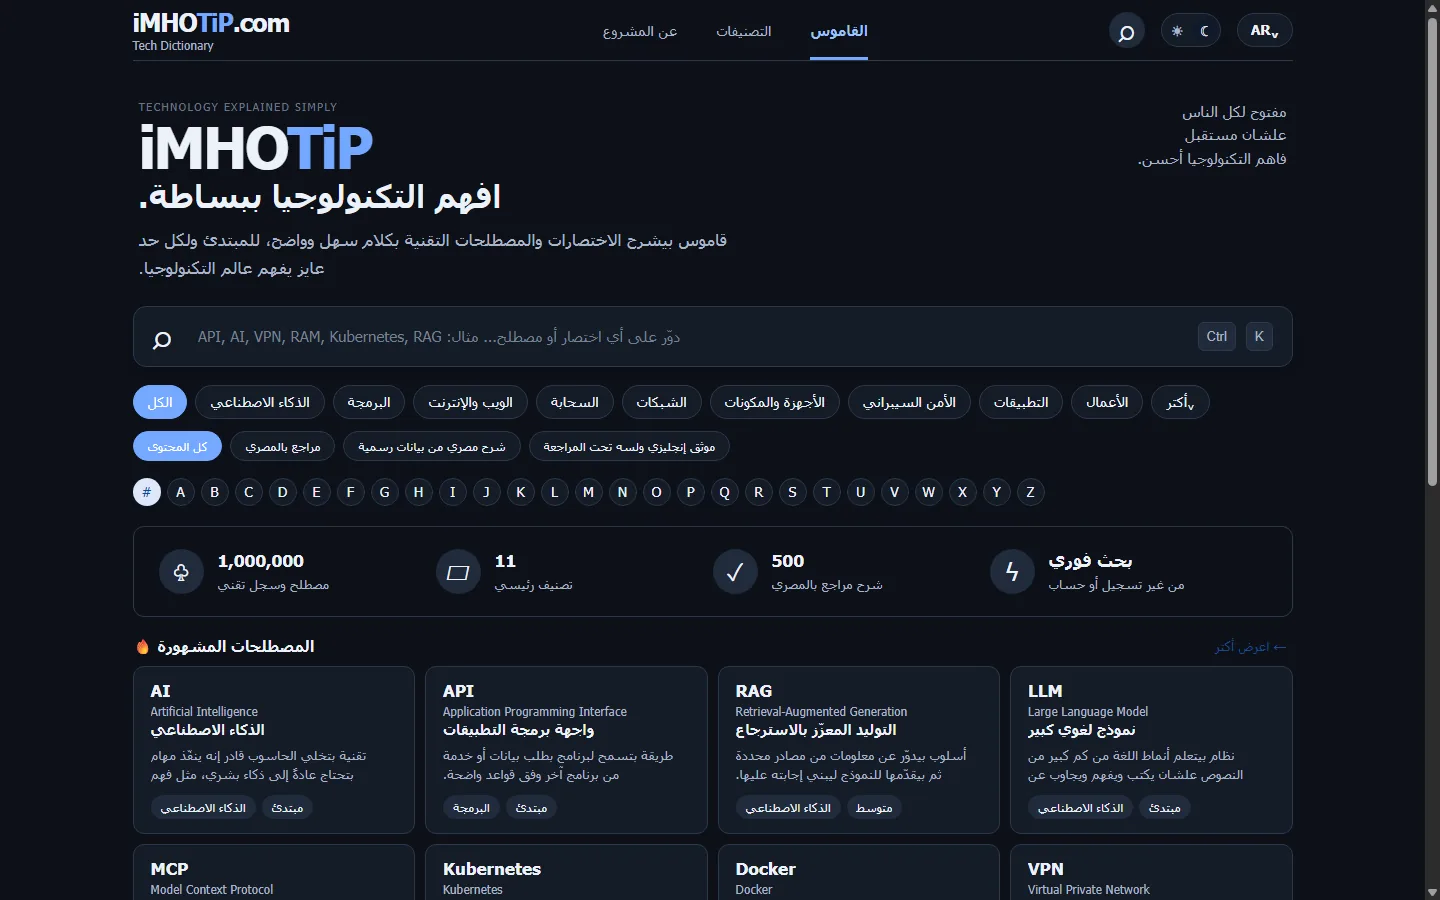 iMHOTiP.com
Tech Dictionary
القاموس
التصنيفات
عن المشروع
AR
TECHNOLOGY EXPLAINED SIMPLY
iMHOTiP
افهم التكنولوجيا ببساطة.
قاموس بيشرح الاختصارات والمصطلحات التقنية بكلام سهل وواضح، للمبتدئ ولكل حد
عايز يفهم عالم التكنولوجيا.
مفتوح لكل الناس
علشان مستقبل
فاهم التكنولوجيا أحسن.
دوّر على أي اختصار أو مصطلح... مثال: API, AI, VPN, RAM, Kubernetes, RAG
Ctrl K
الكل
الذكاء الاصطناعي
البرمجة
الويب والإنترنت
السحابة
الشبكات
الأجهزة والمكونات
الأمن السيبراني
التطبيقات
الأعمال
أكتر
كل المحتوى
مراجع بالمصري
شرح مصري من بيانات رسمية
موثق إنجليزي ولسه تحت المراجعة
# A B C D E F G H I J K L M N O P Q R S T U V W X Y Z
1,000,000
مصطلح وسجل تقني
11
تصنيف رئيسي
500
شرح مراجع بالمصري
بحث فوري
من غير تسجيل أو حساب
المصطلحات المشهورة
اعرض أكتر ←
AI
Artificial Intelligence
الذكاء الاصطناعي
تقنية بتخلي الحاسوب قادر إنه ينفّذ مهام
بتحتاج عادةً إلى ذكاء بشري، مثل فهم
الذكاء الاصطناعي
مبتدئ
API
Application Programming Interface
واجهة برمجة التطبيقات
طريقة بتسمح لبرنامج بطلب بيانات أو خدمة
من برنامج آخر وفق قواعد واضحة.
البرمجة
مبتدئ
RAG
Retrieval-Augmented Generation
التوليد المعزّز بالاسترجاع
أسلوب بيدوّر عن معلومات من مصادر محددة
ثم بيقدّمها للنموذج ليبني إجابته عليها.
الذكاء الاصطناعي
متوسط
LLM
Large Language Model
نموذج لغوي كبير
نظام بيتعلم أنماط اللغة من كم كبير من
النصوص علشان يكتب ويفهم ويجاوب عن
الذكاء الاصطناعي
مبتدئ
MCP
Model Context Protocol
Kubernetes
Kubernetes
Docker
Docker
VPN
Virtual Private Network